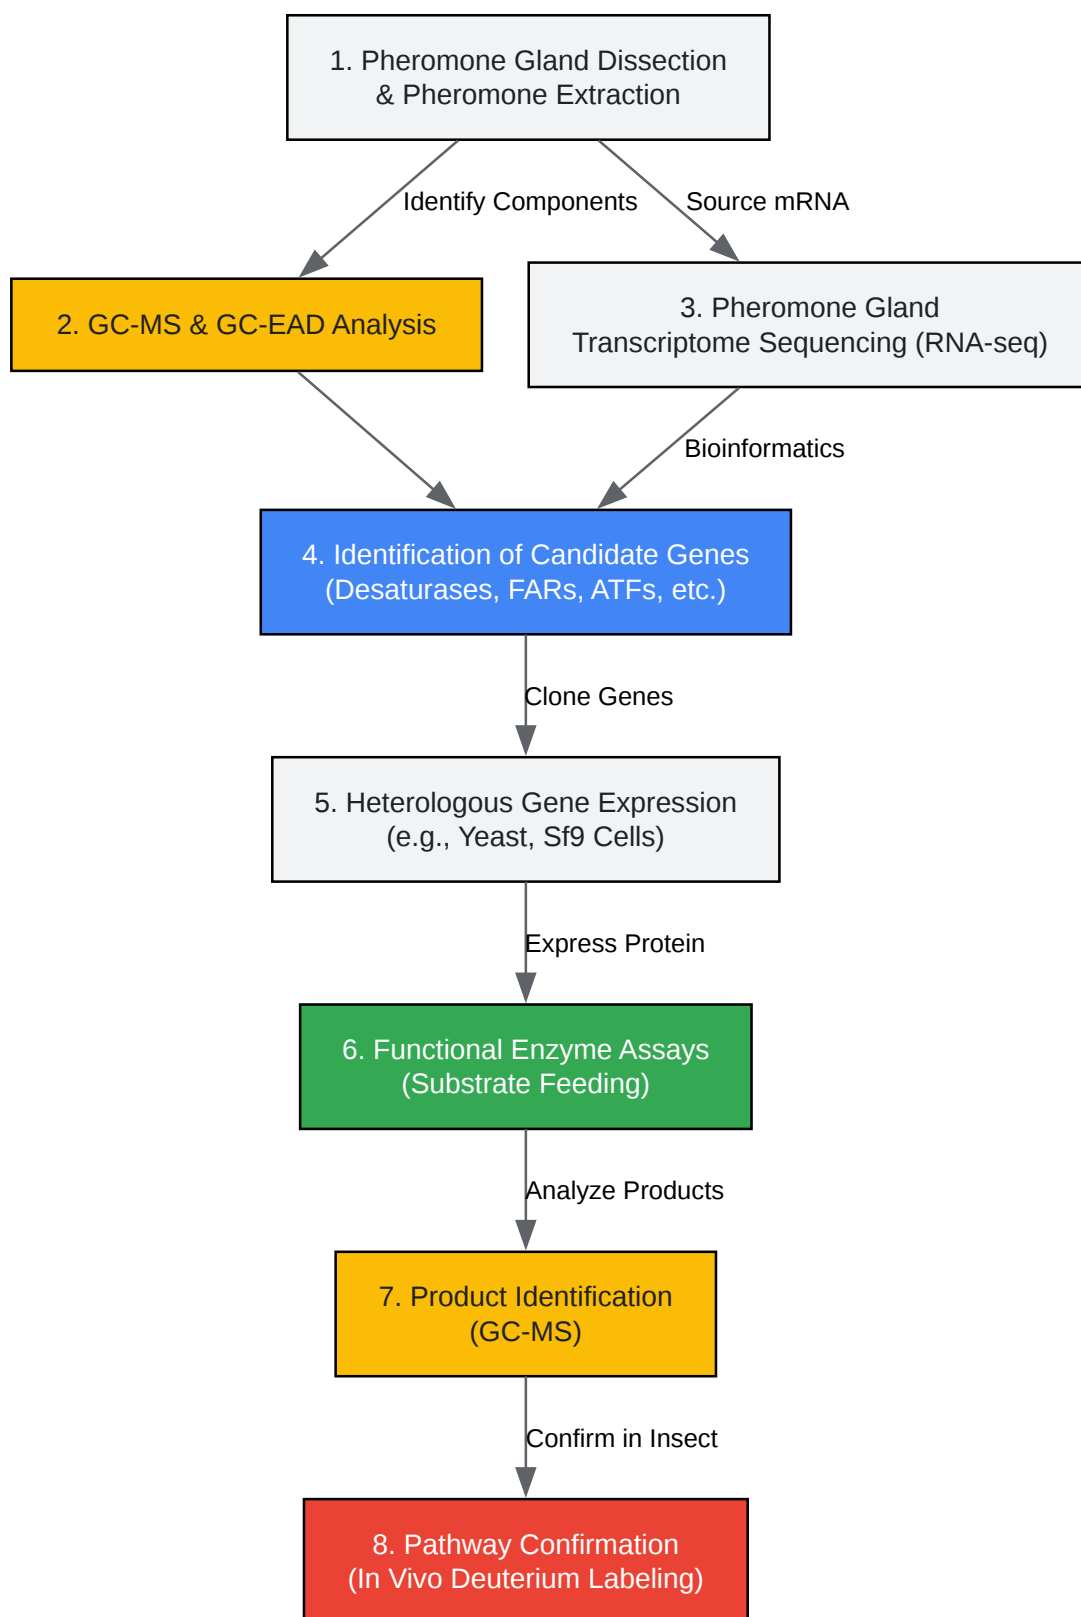 1. Pheromone Gland Dissection
& Pheromone Extraction
Identify Components
Source mRNA
2. GC-MS & GC-EAD Analysis
3. Pheromone Gland
Transcriptome Sequencing (RNA-seq)
Bioinformatics
4. Identification of Candidate Genes
(Desaturases, FARs, ATFs, etc.)
Clone Genes
5. Heterologous Gene Expression
(e.g., Yeast, Sf9 Cells)
Express Protein
6. Functional Enzyme Assays
(Substrate Feeding)
Analyze Products
7. Product Identification
(GC-MS)
Confirm in Insect
8. Pathway Confirmation
(In Vivo Deuterium Labeling)